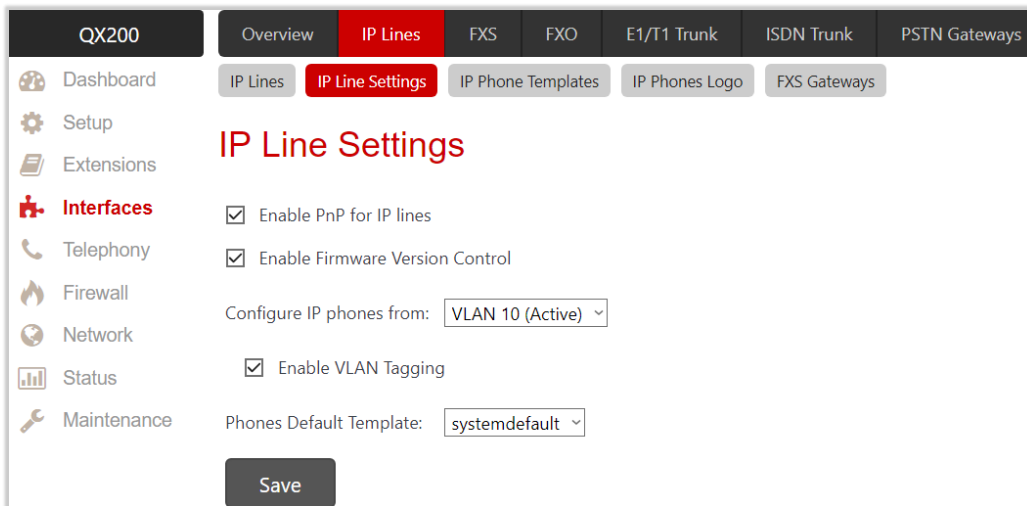 QX200
Overview IP Lines FXS FXO E1/T1 Trunk ISDN Trunk PSTN Gateways
Dashboard
Setup
Extensions
Interfaces
Telephony
Firewall
Network
Status
Maintenance
IP Lines IP Line Settings IP Phone Templates IP Phones Logo FXS Gateways
IP Line Settings
Enable PnP for IP lines
Enable Firmware Version Control
Configure IP phones from: VLAN 10 (Active)
Enable VLAN Tagging
Phones Default Template: systemdefault
Save